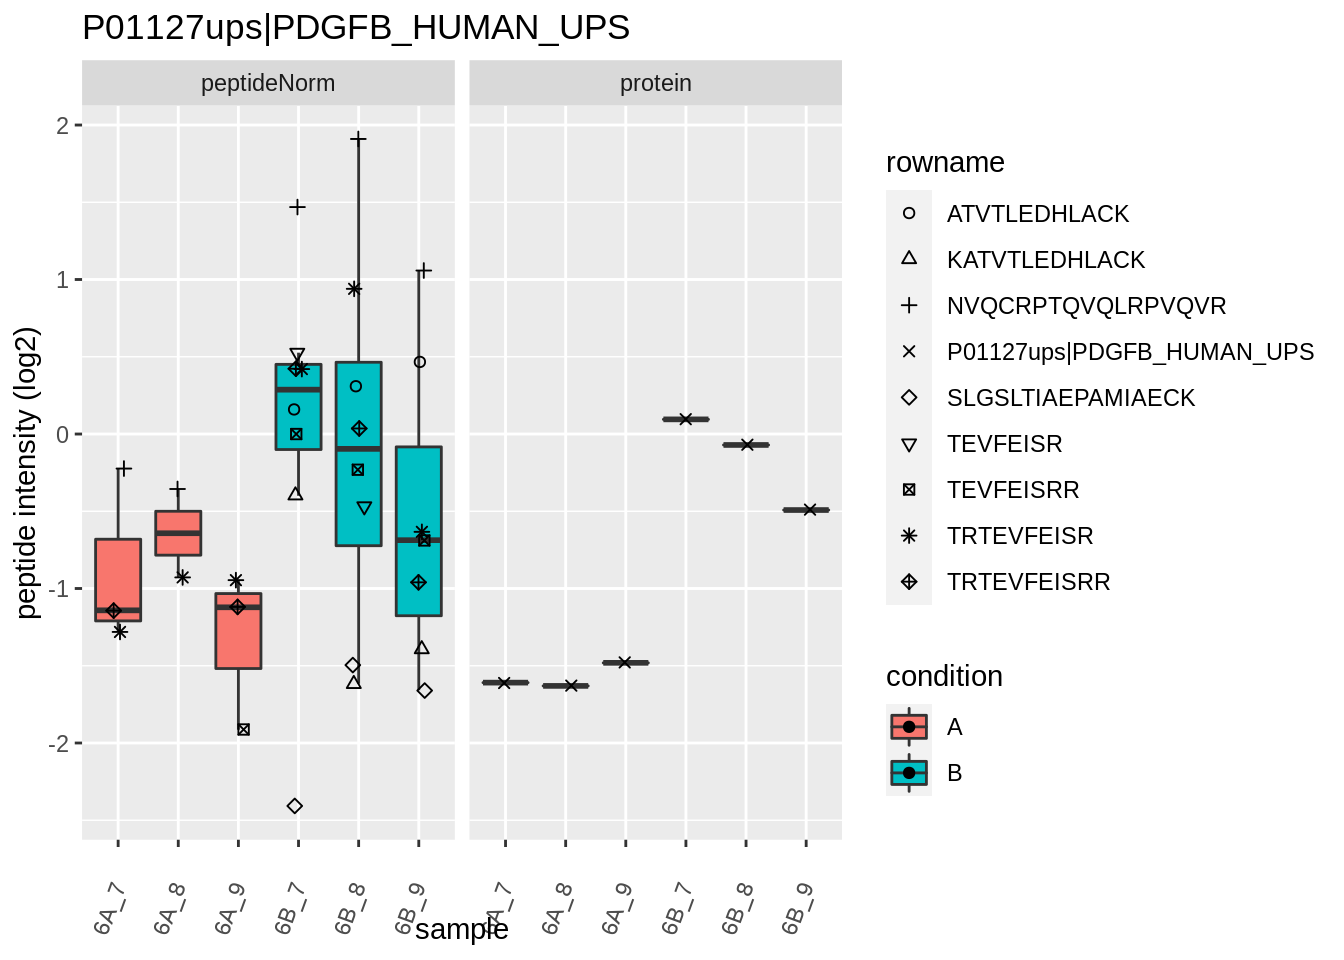 P01127ups|PDGFB_HUMAN_UPS
peptideNorm
protein
peptide intensity (log2)
2
1
0
-1
-2
6A_7
6A_8
6A_9
6B_7
6B_8
6B_9
6A_7
6A_8
6A_9
6B_7
6B_8
6B_9
sample
rowname
ATVTLEDHLACK
KATVTLEDHLACK
NVQCRPTQVQLRPVQVR
P01127ups|PDGFB_HUMAN_UPS
SLGSLTIAEPAMIAECK
TEVFEISR
TEVFEISRR
TRTEVFEISR
TRTEVFEISRR
condition
A
B